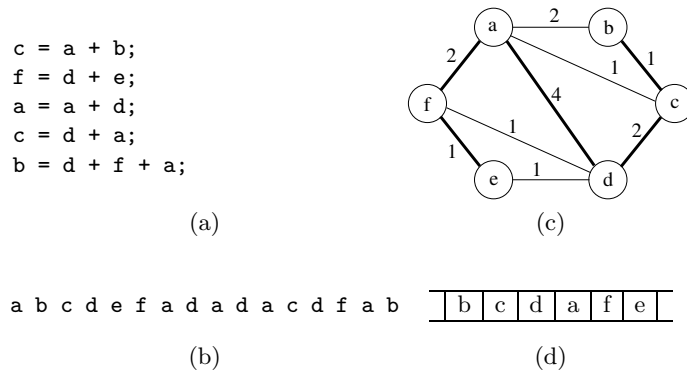 c = a + b;
f = d + e;
a = a + d;
c = d + a;
b = d + f + a;
(a)
a
2
b
2
1
1
4
f
c
1
2
1
1
e
d
(c)
a b c d e f a d a d a c d f a b
(b)
b c d a f e
(d)